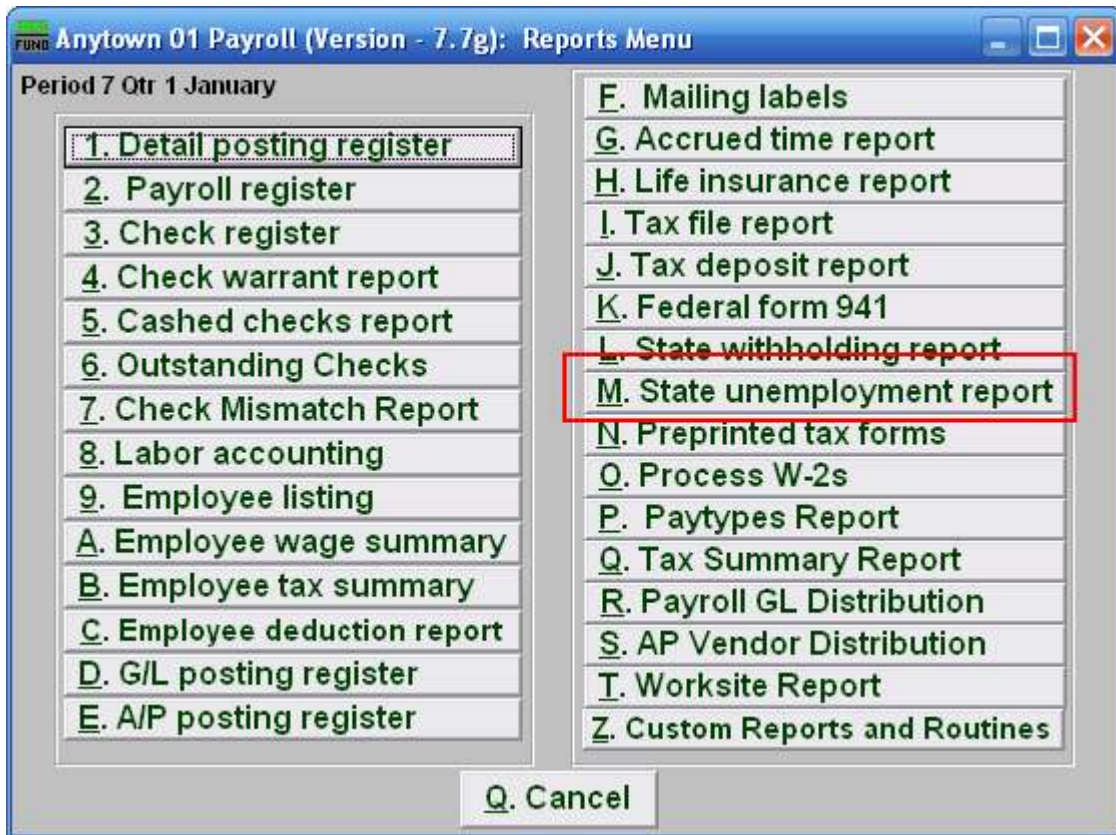 FUND Anytown 01 Payroll (Version - 7.7g): Reports Menu
Period 7 Qtr 1 January
1. Detail posting register
2. Payroll register
3. Check register
4. Check warrant report
5. Cashed checks report
6. Outstanding Checks
7. Check Mismatch Report
8. Labor accounting
9. Employee listing
A. Employee wage summary
B. Employee tax summary
C. Employee deduction report
D. G/L posting register
E. A/P posting register
F. Mailing labels
G. Accrued time report
H. Life insurance report
I. Tax file report
J. Tax deposit report
K. Federal form 941
L. State withholding report
M. State unemployment report
N. Preprinted tax forms
O. Process W-2s
P. Paytypes Report
Q. Tax Summary Report
R. Payroll GL Distribution
S. AP Vendor Distribution
T. Worksite Report
Z. Custom Reports and Routines
Q. Cancel